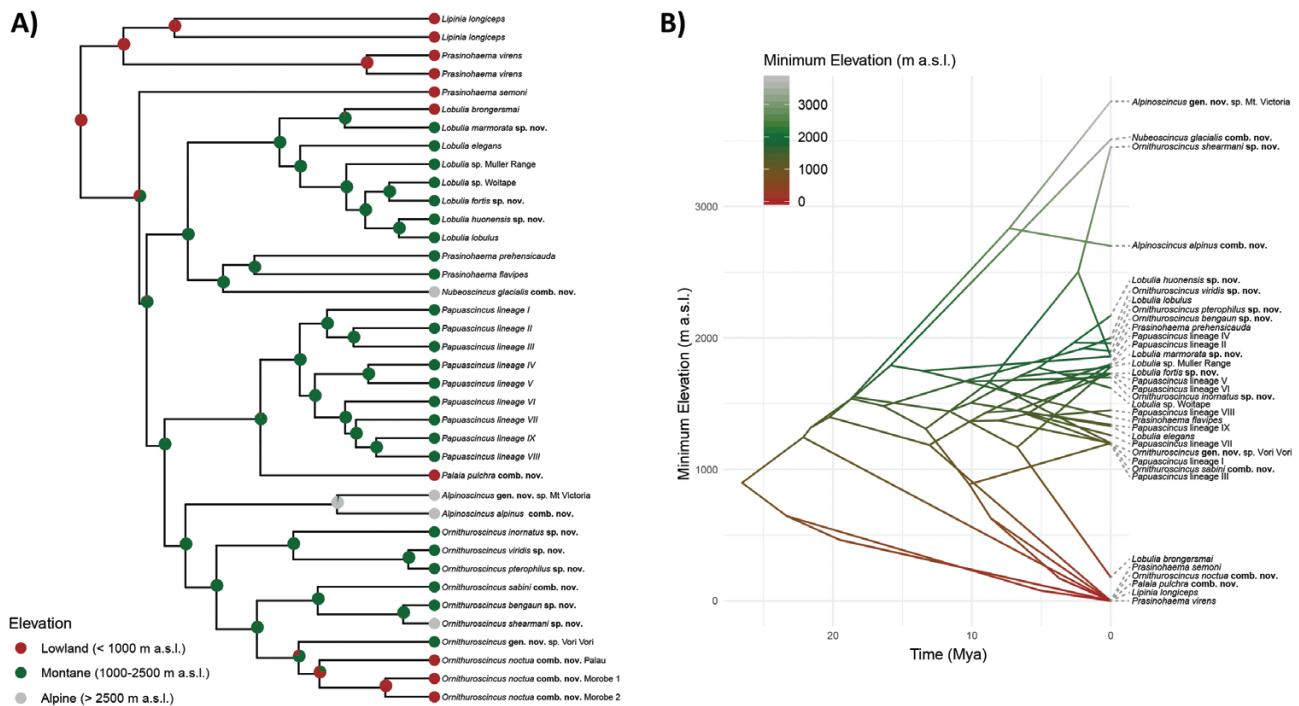 A)
Lipinia longiceps
Lipinia longiceps
Prasinohaema virens
Prasinohaema virens
Prasinohaema semoni
Lobulia brongersmai
Lobulia marmorata sp. nov.
Lobulia elegans
Lobulia sp. Muller Range
Lobulia sp. Woitape
Lobulia fortis sp. nov.
Lobulia huonensis sp. nov.
Lobulia lobulus
Prasinohaema prehensicauda
Prasinohaema flavipes
Nubeoscincus glacialis comb. nov.
Papuascincus lineage I
Papuascincus lineage II
Papuascincus lineage III
Papuascincus lineage IV
Papuascincus lineage V
Papuascincus lineage VI
Papuascincus lineage VII
Papuascincus lineage IX
Papuascincus lineage VIII
Palaia pulchra comb. nov.
Alpinoscincus gen. nov. sp. Mt Victoria
Alpinoscincus alpinus comb. nov.
Ornithuroscincus inornatus sp. nov.
Ornithuroscincus viridis sp. nov.
Ornithuroscincus pterophilus sp. nov.
Ornithuroscincus sabini comb. nov.
Ornithuroscincus bengaun sp. nov.
Ornithuroscincus shearmani sp. nov.
Ornithuroscincus gen. nov. sp. Vori Vori
Ornithuroscincus noctua comb. nov. Palau
Ornithuroscincus noctua comb. nov. Morobe 1
Ornithuroscincus noctua comb. nov. Morobe 2
Elevation
Lowland (< 1000 m a.s.l.)
Montane (1000-2500 m a.s.l.)
Alpine (> 2500 m a.s.l.)
B)
Minimum Elevation (m a.s.l.)
3000
2000
1000
0
Minimum Elevation (m a.s.l.)
3000
2000
1000
0
20
10
0
Time (Mya)
Alpinoscincus gen. nov. sp. Mt. Victoria
Nubeoscincus glacialis comb. nov.
Ornithuroscincus shearmani sp. nov.
Alpinoscincus alpinus comb. nov.
Lobulia huonensis sp. nov.
Ornithuroscincus viridis sp. nov.
Lobulia lobulus
Ornithuroscincus pterophilus sp. nov.
Ornithuroscincus bengaun sp. nov.
Prasinohaema prehensicauda
Papuascincus lineage IV
Papuascincus lineage II
Lobulia marmorata sp. nov.
Lobulia sp. Muller Range
Lobulia fortis sp. nov.
Papuascincus lineage V
Papuascincus lineage VI
Ornithuroscincus inornatus sp. nov.
Lobulia sp. Woitape
Papuascincus lineage VIII
Prasinohaema flavipes
Papuascincus lineage IX
Lobulia elegans
Papuascincus lineage VII
Ornithuroscincus gen. nov. sp. Vori Vori
Papuascincus lineage I
Ornithuroscincus sabini comb. nov.
Papuascincus lineage III
Lobulia brongersmai
Prasinohaema semoni
Ornithuroscincus noctua comb. nov.
Palaia pulchra comb. nov.
Lipinia longiceps
Prasinohaema virens